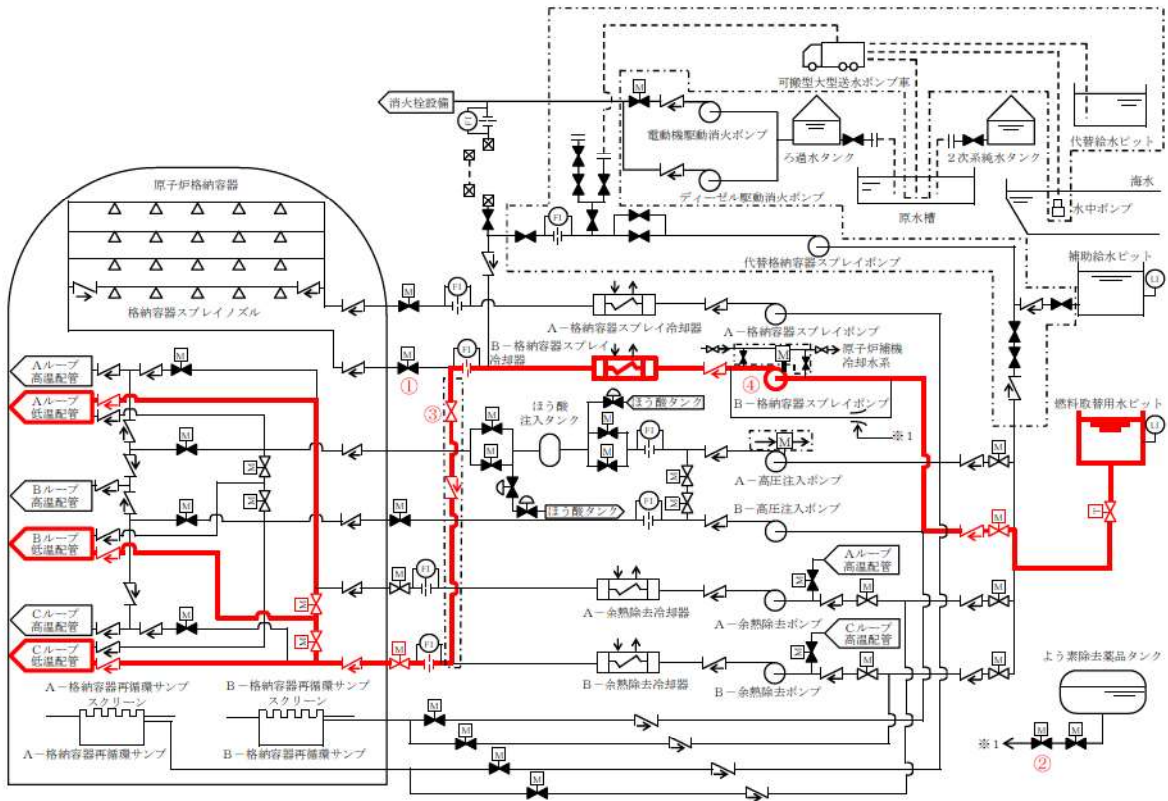 可搬型大型送水ポンプ車
消火栓設備
M
FI
電動機駆動消火ポンプ
ろ過水タンク
2次系純水タンク
代替給水ピット
ディーゼル駆動消火ポンプ
原水槽
海水
水中ポンプ
原子炉格納容器
FI
代替格納容器スプレイポンプ
補助給水ピット
LI
格納容器スプレイノズル
M
FI
A-格納容器スプレイ冷却器
A-格納容器スプレイポンプ
B-格納容器スプレイ
冷却器
M
原子炉補機
冷却水系
Aループ
高温配管
M
M
①
FI
④
B-格納容器スプレイポンプ
Aループ
低温配管
③
ほう酸
注入タンク
ほう酸タンク
※1
燃料取替用水ピット
LI
M
M
M
M
M
FI
M
M
A-高圧注入ポンプ
M
Bループ
高温配管
M
M
M
M
ほう酸タンク
FI
M
B-高圧注入ポンプ
M
T
Bループ
低温配管
Aループ
高温配管
M
M
FI
A-余熱除去冷却器
M
M
M
A-余熱除去ポンプ
Cループ
高温配管
M
M
Cループ
高温配管
Cループ
低温配管
M
FI
B-余熱除去冷却器
M
M
M
B-余熱除去ポンプ
よう素除去薬品タンク
A-格納容器再循環サンプ
スクリーン
B-格納容器再循環サンプ
スクリーン
M
A-格納容器再循環サンプ
B-格納容器再循環サンプ
M
※1
M
M
②
M
M